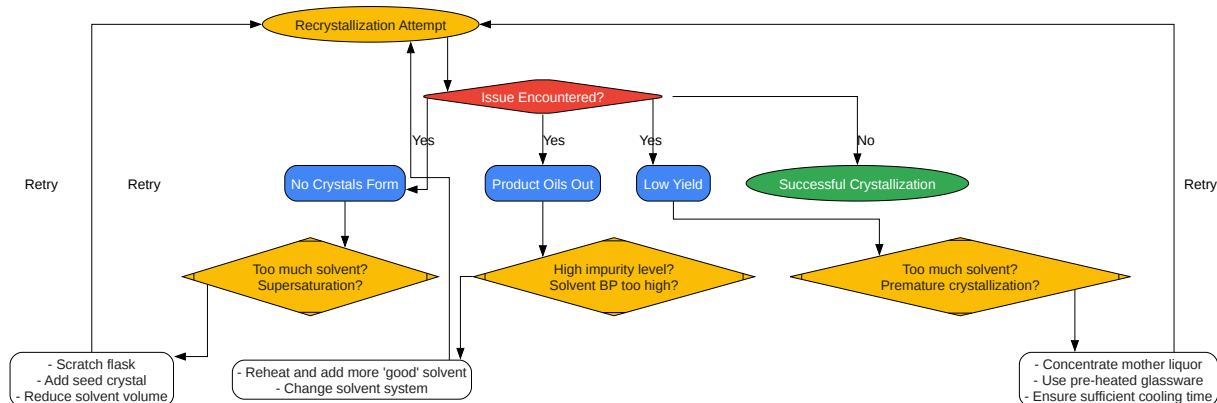 Recrystallization Attempt
Issue Encountered?
Yes
Yes
Yes
No
No Crystals Form
Product Oils Out
Low Yield
Successful Crystallization
Retry
Retry
Retry
Too much solvent?
Supersaturation?
High impurity level?
Solvent BP too high?
Too much solvent?
Premature crystallization?
- Scratch flask
- Add seed crystal
- Reduce solvent volume
- Reheat and add more 'good' solvent
- Change solvent system
- Concentrate mother liquor
- Use pre-heated glassware
- Ensure sufficient cooling time